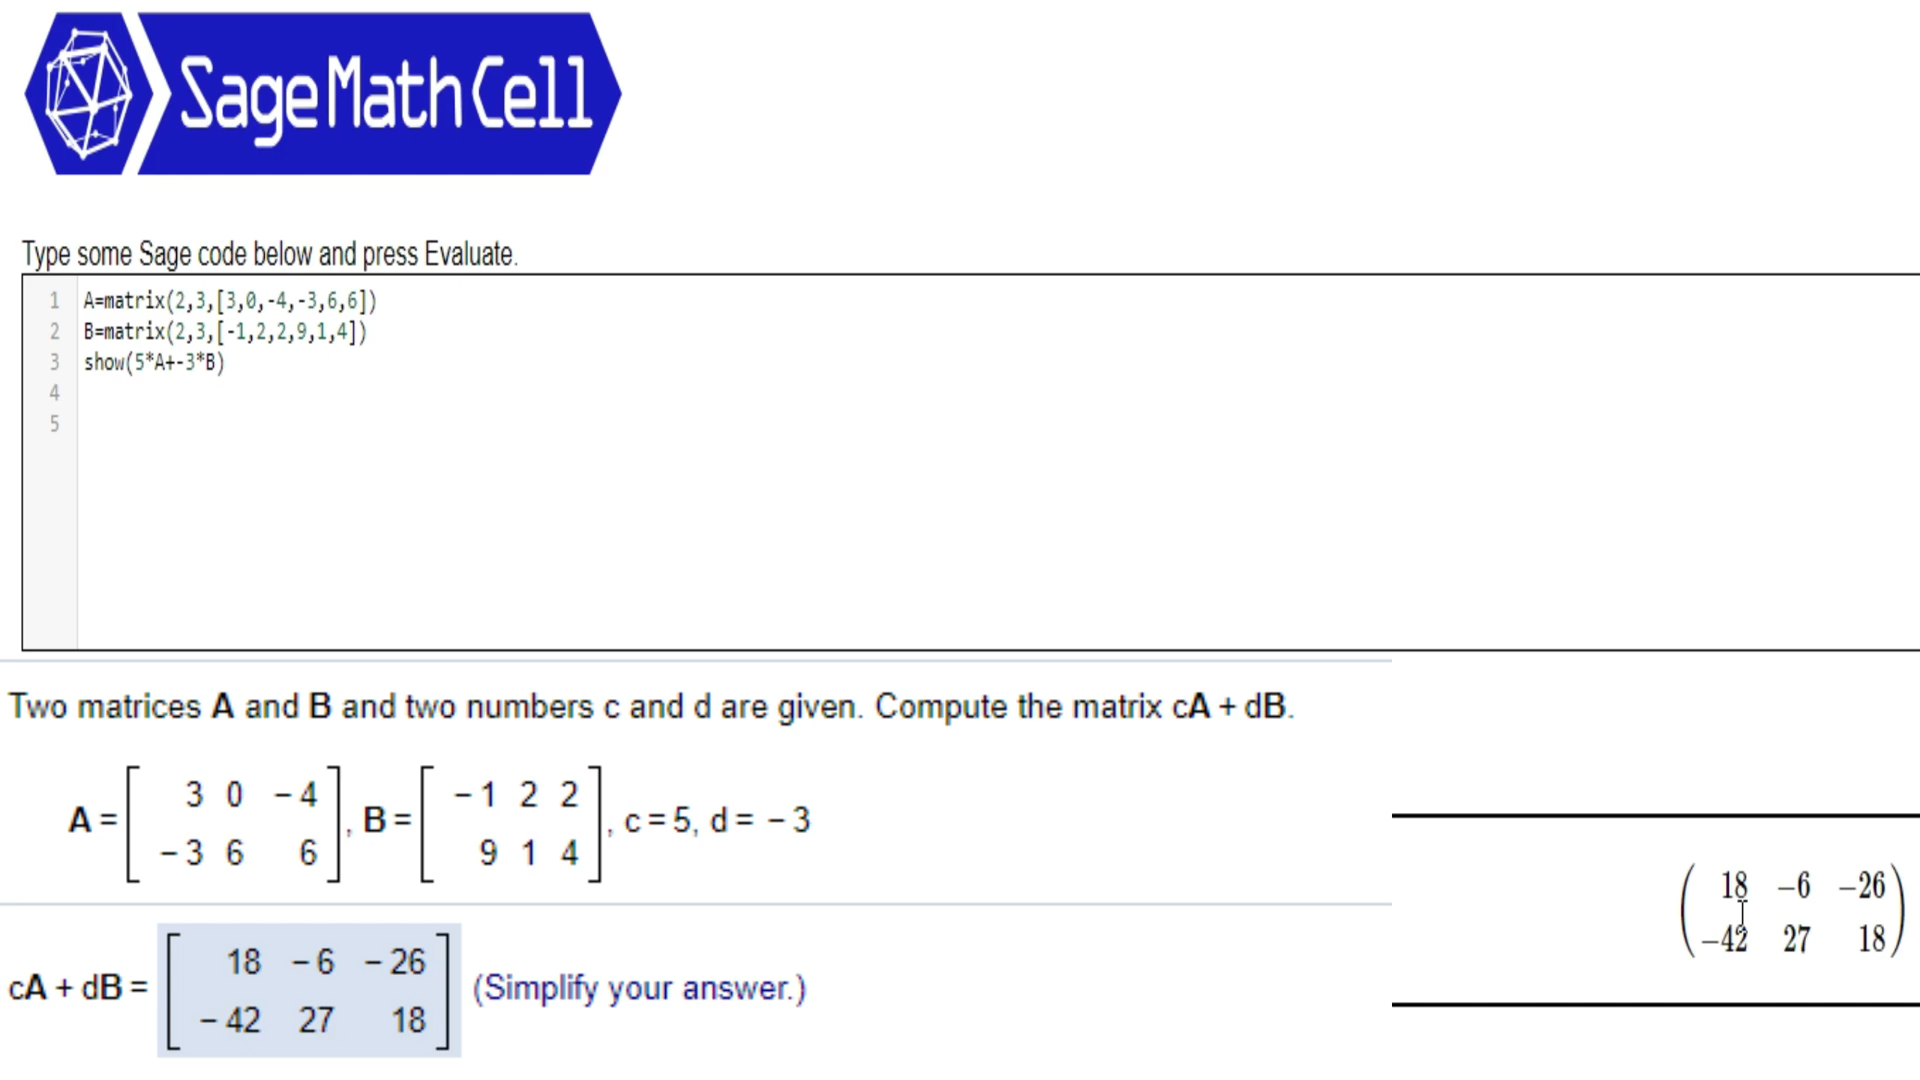 SageMathCell
Type some Sage code below and press Evaluate.
1 A=matrix(2,3,[3,0,-4,-3,6,6])
2 B=matrix(2,3,[-1,2,2,9,1,4])
3 show(5*A+-3*B)
4
5
Two matrices A and B and two numbers c and d are given. Compute the matrix cA + dB.
3 0 − 4
A = , B = , c = 5, d = − 3
− 3 6 6
− 1 2 2
9 1 4
18 − 6 − 26
cA + dB = (Simplify your answer.)
− 42 27 18
18 −6 −26
−42 27 18